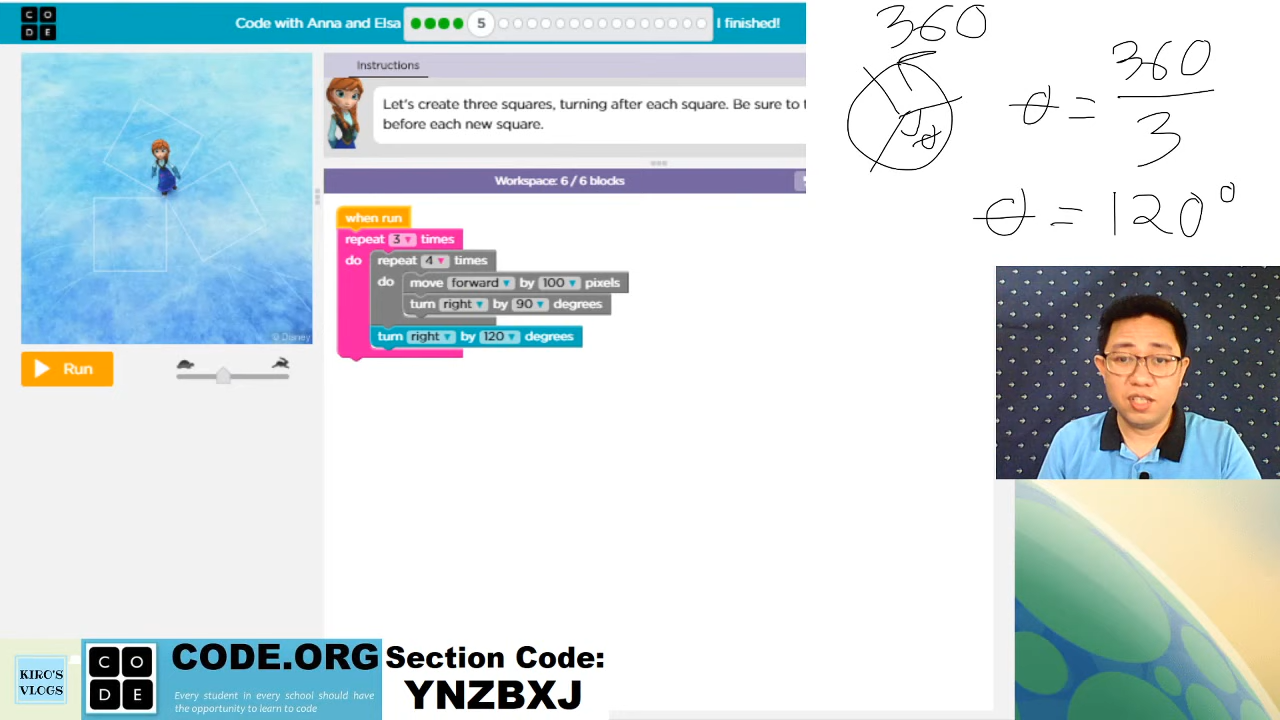 C O
D E
Code with Anna and Elsa
5
I finished!
Instructions
Let's create three squares, turning after each square. Be sure to
before each new square.
Workspace: 6 / 6 blocks
when run
repeat 3 times
do repeat 4 times
do move forward by 100 pixels
turn right by 90 degrees
turn right by 120 degrees
© Disney
Run
360
θ
θ = 360
3
θ = 120°
KIRO'S
VLOGS
C O
D E
CODE.ORG
Every student in every school should have
the opportunity to learn to code
Section Code:
YNZBXJ